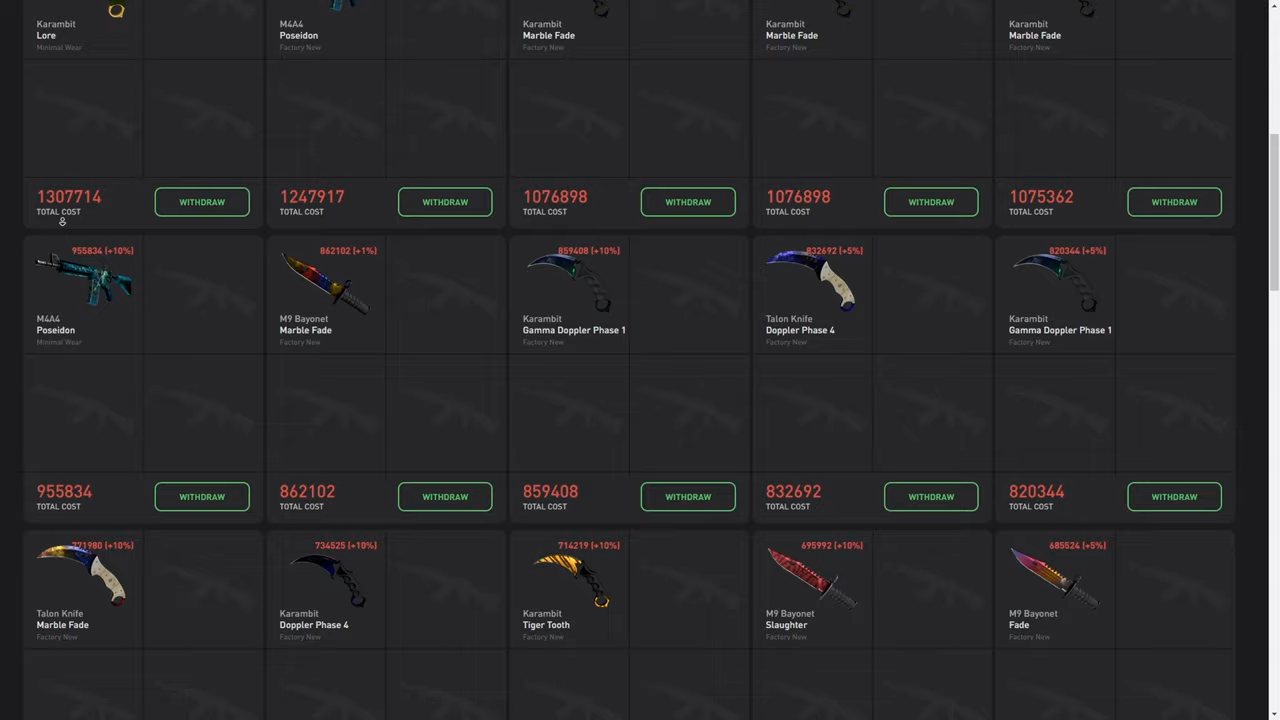 Karambit
Lore
Minimal Wear
M4A4
Poseidon
Factory New
Karambit
Marble Fade
Factory New
Karambit
Marble Fade
Factory New
Karambit
Marble Fade
Factory New
1307714
TOTAL COST
WITHDRAW
1247917
TOTAL COST
WITHDRAW
1076898
TOTAL COST
WITHDRAW
1076898
TOTAL COST
WITHDRAW
1075362
TOTAL COST
WITHDRAW
955834 (+10%)
M4A4
Poseidon
Minimal Wear
862102 (+1%)
M9 Bayonet
Marble Fade
Factory New
859408 (+10%)
Karambit
Gamma Doppler Phase 1
Factory New
832692 (+5%)
Talon Knife
Doppler Phase 4
Factory New
820344 (+5%)
Karambit
Gamma Doppler Phase 1
Factory New
955834
TOTAL COST
WITHDRAW
862102
TOTAL COST
WITHDRAW
859408
TOTAL COST
WITHDRAW
832692
TOTAL COST
WITHDRAW
820344
TOTAL COST
WITHDRAW
771980 (+10%)
Talon Knife
Marble Fade
Factory New
734525 (+10%)
Karambit
Doppler Phase 4
Factory New
714219 (+10%)
Karambit
Tiger Tooth
Factory New
695992 (+10%)
M9 Bayonet
Slaughter
Factory New
685524 (+5%)
M9 Bayonet
Fade
Factory New